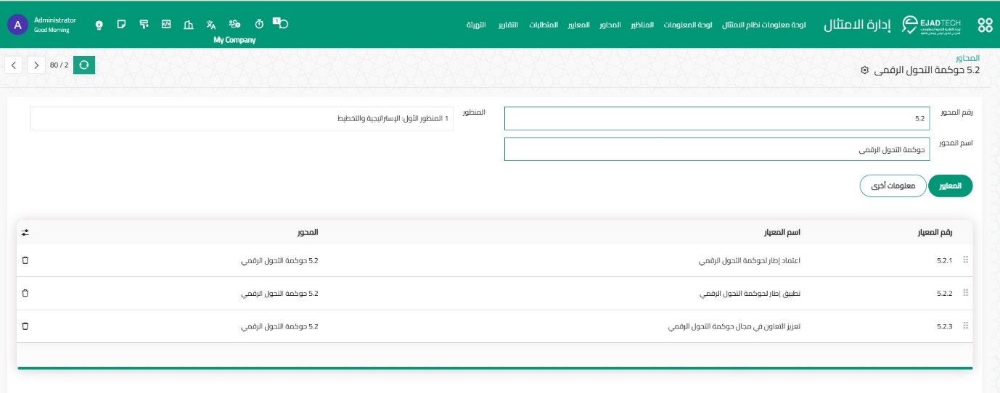 EJADTECH
إدارة الامتثال
لوحة معلومات نظام الامتثال
لوحة المعلومات
المناظير
المحاور
المعايير
المتطلبات
التقارير
التهيئة
1
My Company
Administrator
Good Morning
A
المحاور
5.2 حوكمة التحول الرقمي
80 / 2
رقم المحور
5.2
المنظور
1 المنظور الأول: الإستراتيجية والتخطيط
اسم المحور
حوكمة التحول الرقمي
المعايير
معلومات أخرى
رقم المعيار اسم المعيار المحور
5.2.1 اعتماد إطار لحوكمة التحول الرقمي 5.2 حوكمة التحول الرقمي
5.2.2 تطبيق إطار لحوكمة التحول الرقمي 5.2 حوكمة التحول الرقمي
5.2.3 تعزيز التعاون في مجال حوكمة التحول الرقمي 5.2 حوكمة التحول الرقمي